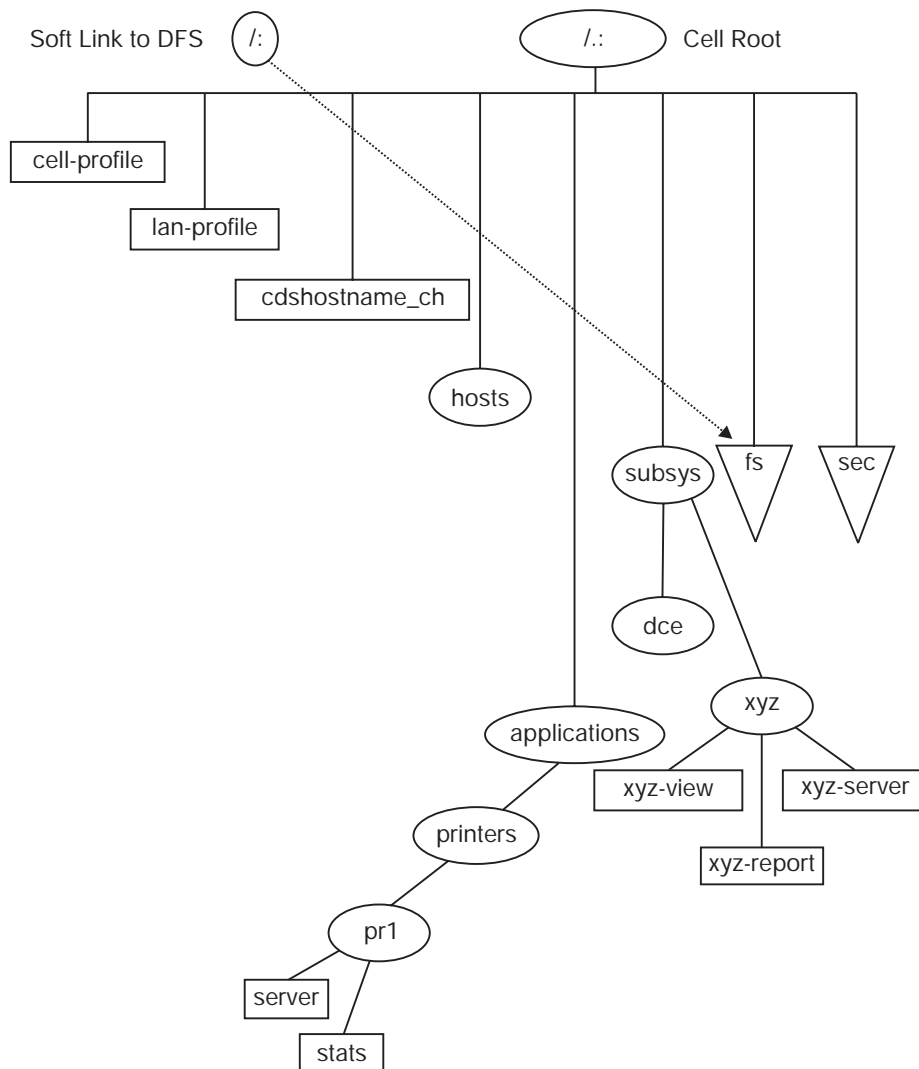 Soft Link to DFS /: /.: Cell Root
cell-profile
lan-profile
cdshostname_ch
hosts
subsys
fs
sec
dce
xyz
applications
xyz-view
xyz-server
printers
xyz-report
pr1
server
stats